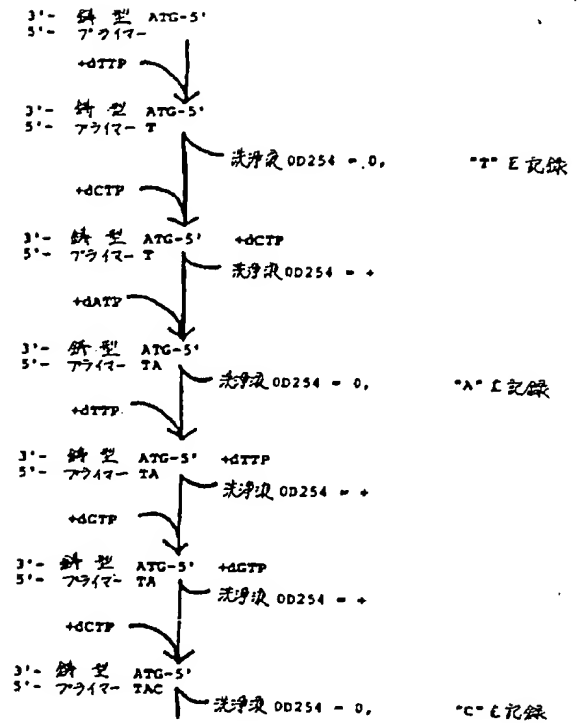 3'- 鋳型 ATG-5'
5'- プライマー
+dTTP
3'- 鋳型 ATG-5'
5'- プライマー T
洗浄液 OD254 = 0, "T" を記録
+dCTP
3'- 鋳型 ATG-5' +dCTP
5'- プライマー T
洗浄液 OD254 = +
+dATP
3'- 鋳型 ATG-5'
5'- プライマー TA
洗浄液 OD254 = 0, "A" を記録
+dTTP
3'- 鋳型 ATG-5' +dTTP
5'- プライマー TA
洗浄液 OD254 = +
+dGTP
3'- 鋳型 ATG-5' +dGTP
5'- プライマー TA
洗浄液 OD254 = +
+dCTP
3'- 鋳型 ATG-5'
5'- プライマー TAC
洗浄液 OD254 = 0, "C" を記録